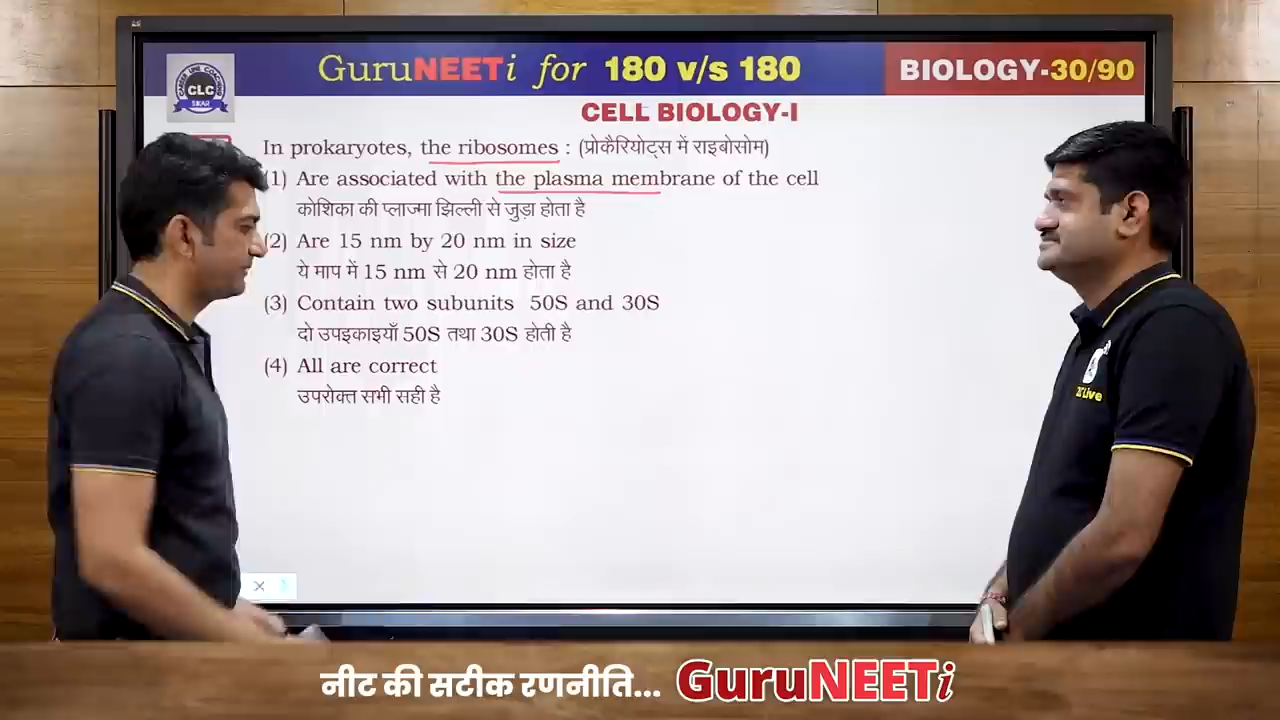 GuruNEETi for 180 v/s 180
BIOLOGY-30/90
CLC
SIKAR
CELL BIOLOGY-I
In prokaryotes, the ribosomes : (प्रोकैरियोट्स में राइबोसोम)
(1) Are associated with the plasma membrane of the cell
कोशिका की प्लाज्मा झिल्ली से जुड़ा होता है
(2) Are 15 nm by 20 nm in size
ये माप में 15 nm से 20 nm होता है
(3) Contain two subunits 50S and 30S
दो उपइकाइयाँ 50S तथा 30S होती है
(4) All are correct
उपरोक्त सभी सही है
नीट की सटीक रणनीति... GuruNEETi